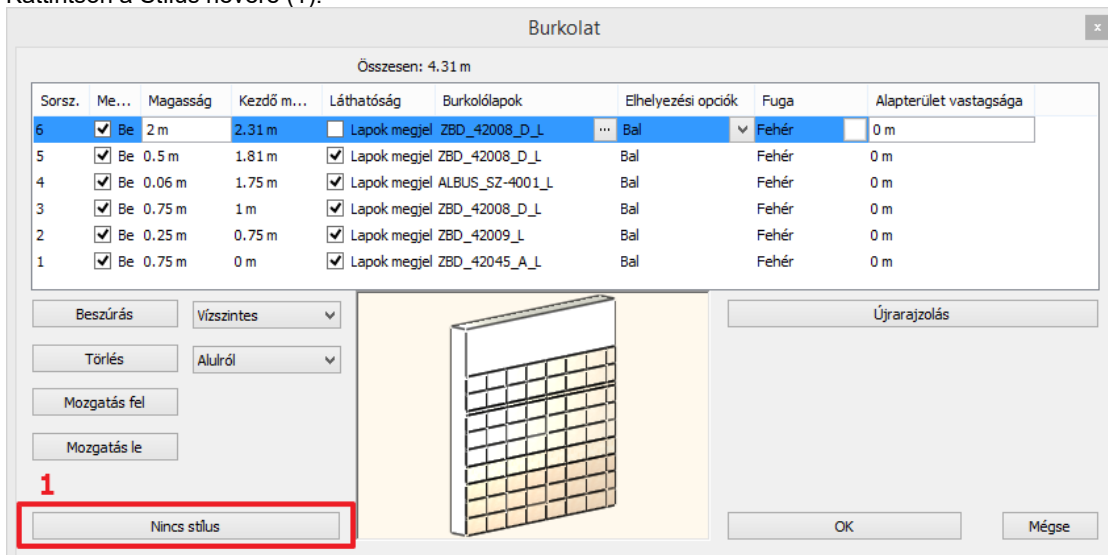 Kattintson a Stílus nevére (1).
Burkolat
x
Összesen: 4.31 m
Sorsz. Me... Magasság Kezdő m... Láthatóság Burkolólapok Elhelyezési opciók Fuga Alapterület vastagsága
6 Be 2 m 2.31 m Lapok megjel ZBD_42008_D_L ... Bal Fehér 0 m
5 Be 0.5 m 1.81 m Lapok megjel ZBD_42008_D_L Bal Fehér 0 m
4 Be 0.06 m 1.75 m Lapok megjel ALBUS_SZ-4001_L Bal Fehér 0 m
3 Be 0.75 m 1 m Lapok megjel ZBD_42008_D_L Bal Fehér 0 m
2 Be 0.25 m 0.75 m Lapok megjel ZBD_42009_L Bal Fehér 0 m
1 Be 0.75 m 0 m Lapok megjel ZBD_42045_A_L Bal Fehér 0 m
Beszúrás Vízszintes Újrarajzolás
Törlés Alulról
Mozgatás fel
Mozgatás le
1
Nincs stílus OK Mégse